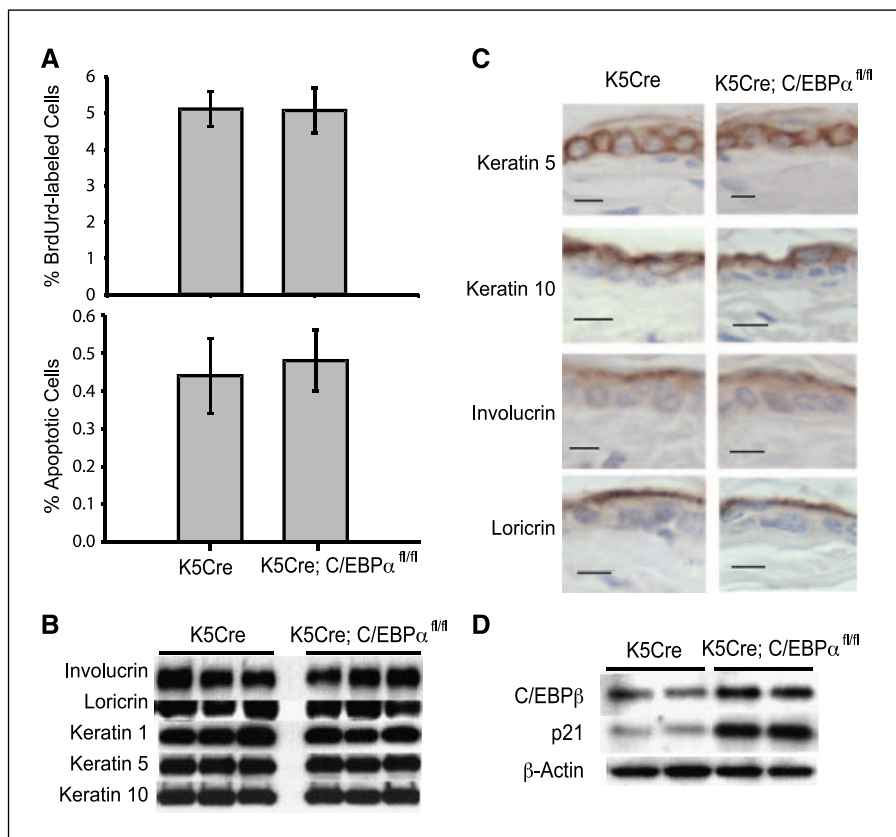 A
% BrdUrd-labeled Cells
6
5
4
3
2
1
0
% Apoptotic Cells
0.6
0.5
0.4
0.3
0.2
0.1
0.0
K5Cre
K5Cre; C/EBPα fl/fl
B
K5Cre
K5Cre; C/EBPα fl/fl
Involucrin
Loricrin
Keratin 1
Keratin 5
Keratin 10
C
K5Cre
K5Cre; C/EBPα fl/fl
Keratin 5
Keratin 10
Involucrin
Loricrin
D
K5Cre
K5Cre; C/EBPα fl/fl
C/EBPβ
p21
β-Actin